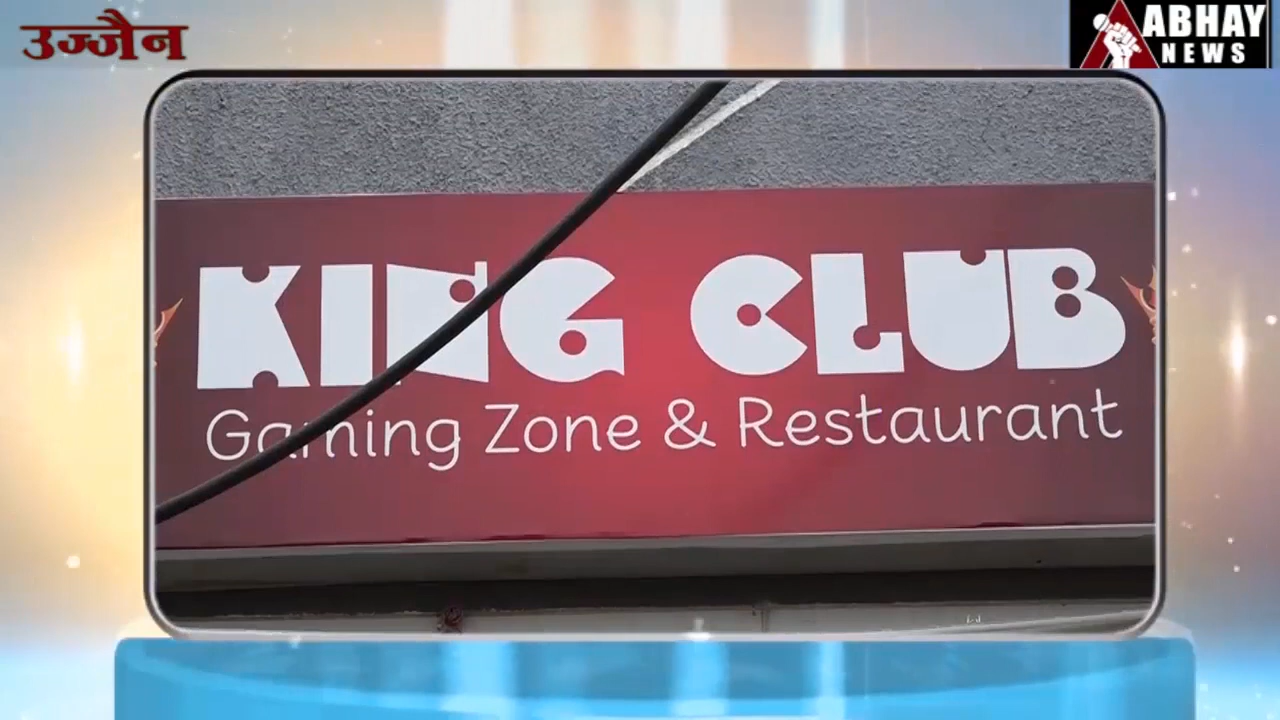 उज्जैन
ABHAY
NEWS
KING CLUB
Gaming Zone & Restaurant